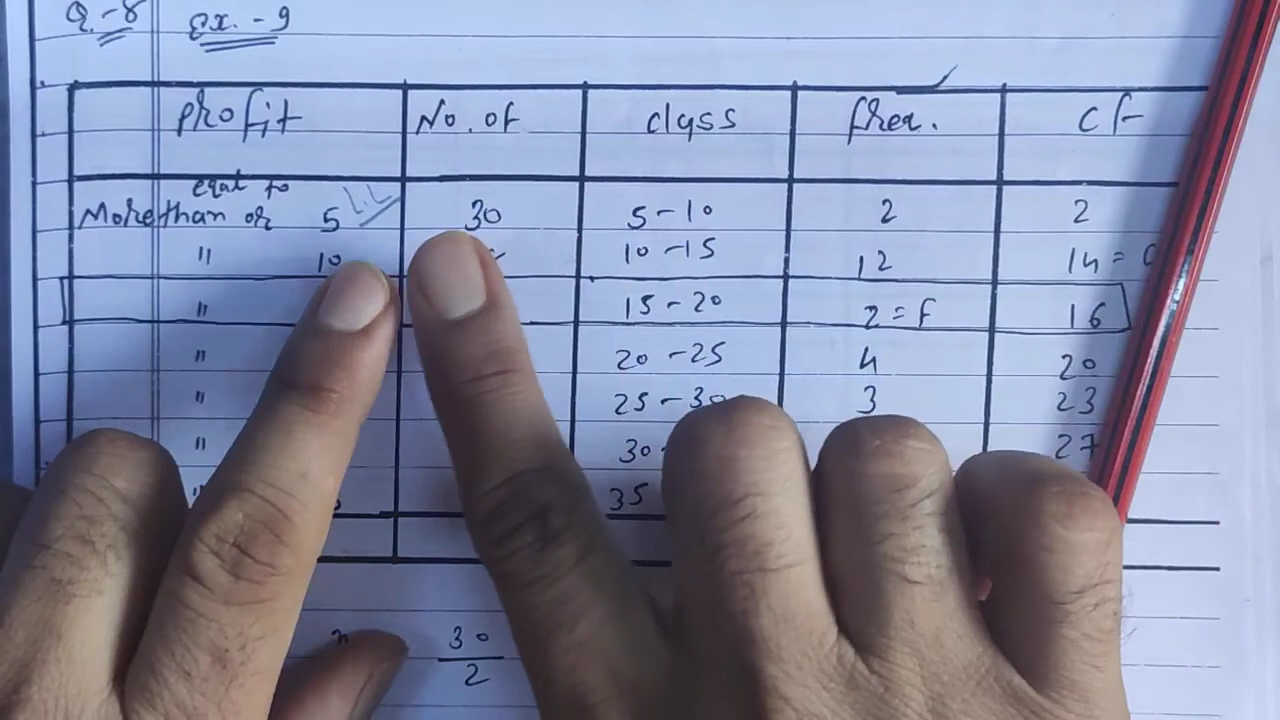 Q.-8 Ex.-9
Profit No. of class freq. cf
equal to
More than or 5 30 5-10 2 2
" 10 10-15 12 14 =
" 15-20 2 = f 16
" 20-25 4 20
" 25-30 3 23
" 30 27
" 35
n 30
2